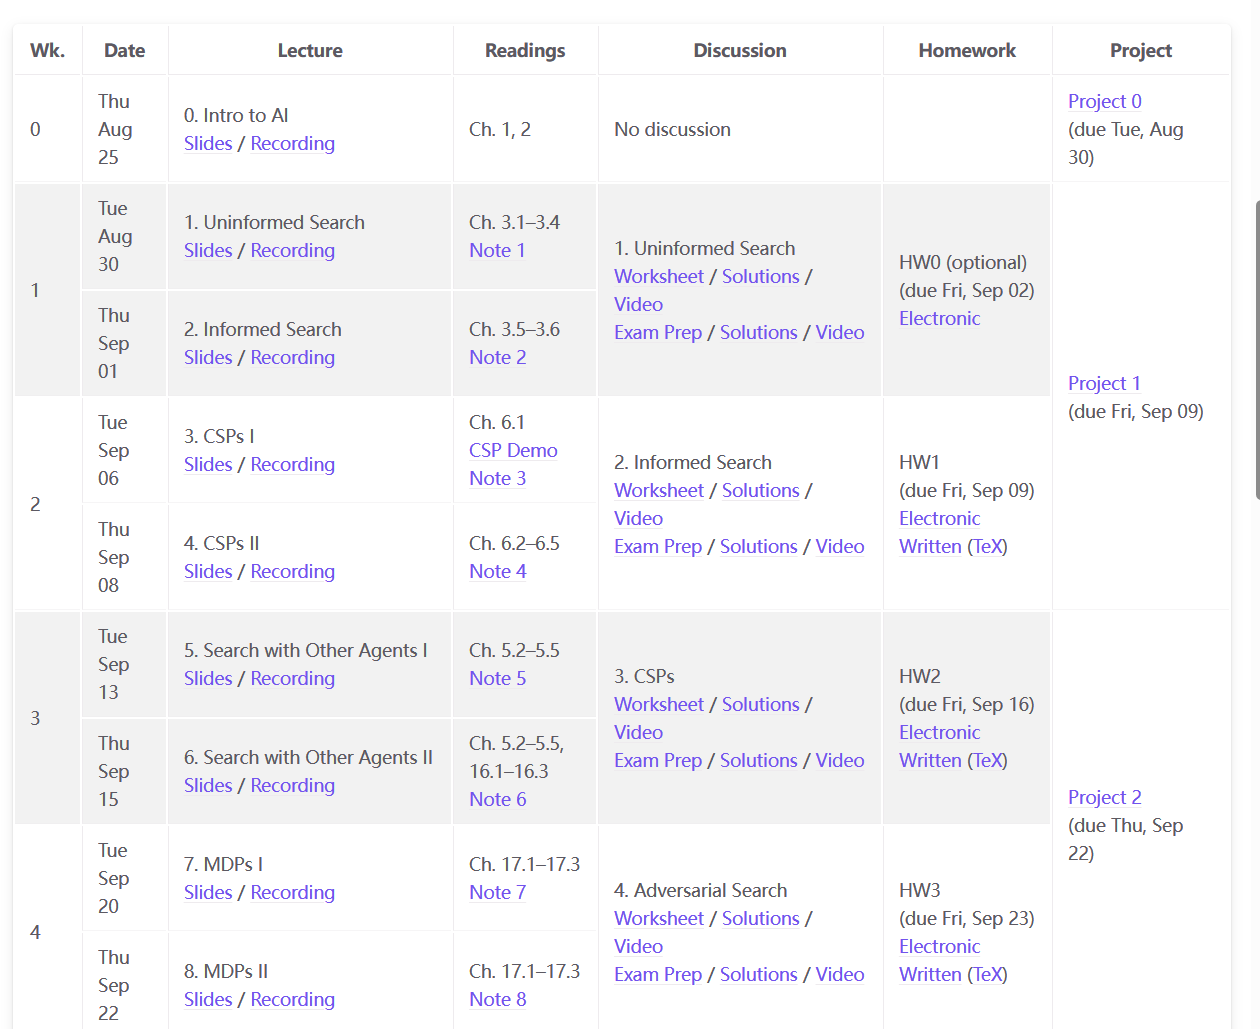 Wk. Date Lecture Readings Discussion Homework Project
0
Thu
Aug
25
0. Intro to AI
Slides / Recording
Ch. 1, 2
No discussion
Project 0
(due Tue, Aug
30)
1
Tue
Aug
30
1. Uninformed Search
Slides / Recording
Ch. 3.1–3.4
Note 1
1. Uninformed Search
Worksheet / Solutions /
Video
Exam Prep / Solutions / Video
HW0 (optional)
(due Fri, Sep 02)
Electronic
Project 1
(due Fri, Sep 09)
Thu
Sep
01
2. Informed Search
Slides / Recording
Ch. 3.5–3.6
Note 2
2
Tue
Sep
06
3. CSPs I
Slides / Recording
Ch. 6.1
CSP Demo
Note 3
2. Informed Search
Worksheet / Solutions /
Video
Exam Prep / Solutions / Video
HW1
(due Fri, Sep 09)
Electronic
Written (TeX)
Thu
Sep
08
4. CSPs II
Slides / Recording
Ch. 6.2–6.5
Note 4
3
Tue
Sep
13
5. Search with Other Agents I
Slides / Recording
Ch. 5.2–5.5
Note 5
3. CSPs
Worksheet / Solutions /
Video
Exam Prep / Solutions / Video
HW2
(due Fri, Sep 16)
Electronic
Written (TeX)
Project 2
(due Thu, Sep
22)
Thu
Sep
15
6. Search with Other Agents II
Slides / Recording
Ch. 5.2–5.5,
16.1–16.3
Note 6
4
Tue
Sep
20
7. MDPs I
Slides / Recording
Ch. 17.1–17.3
Note 7
4. Adversarial Search
Worksheet / Solutions /
Video
Exam Prep / Solutions / Video
HW3
(due Fri, Sep 23)
Electronic
Written (TeX)
Thu
Sep
22
8. MDPs II
Slides / Recording
Ch. 17.1–17.3
Note 8